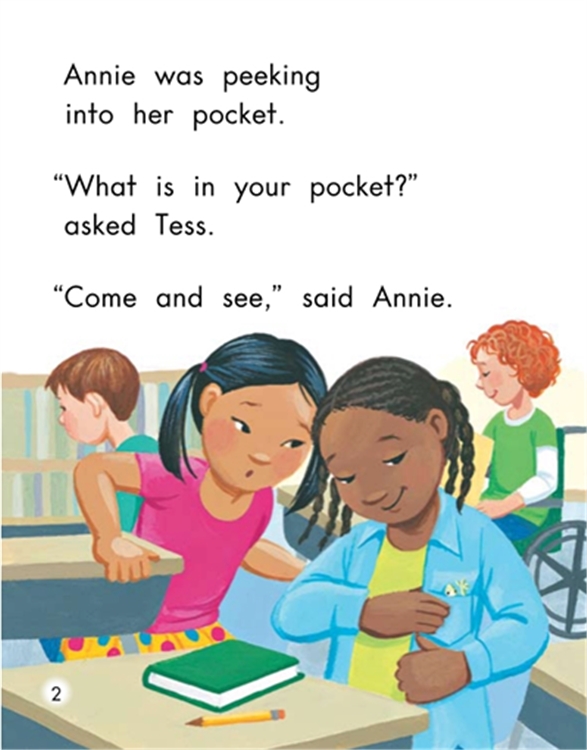 Annie was peeking
into her pocket.
“What is in your pocket?”
asked Tess.
“Come and see,” said Annie.
2